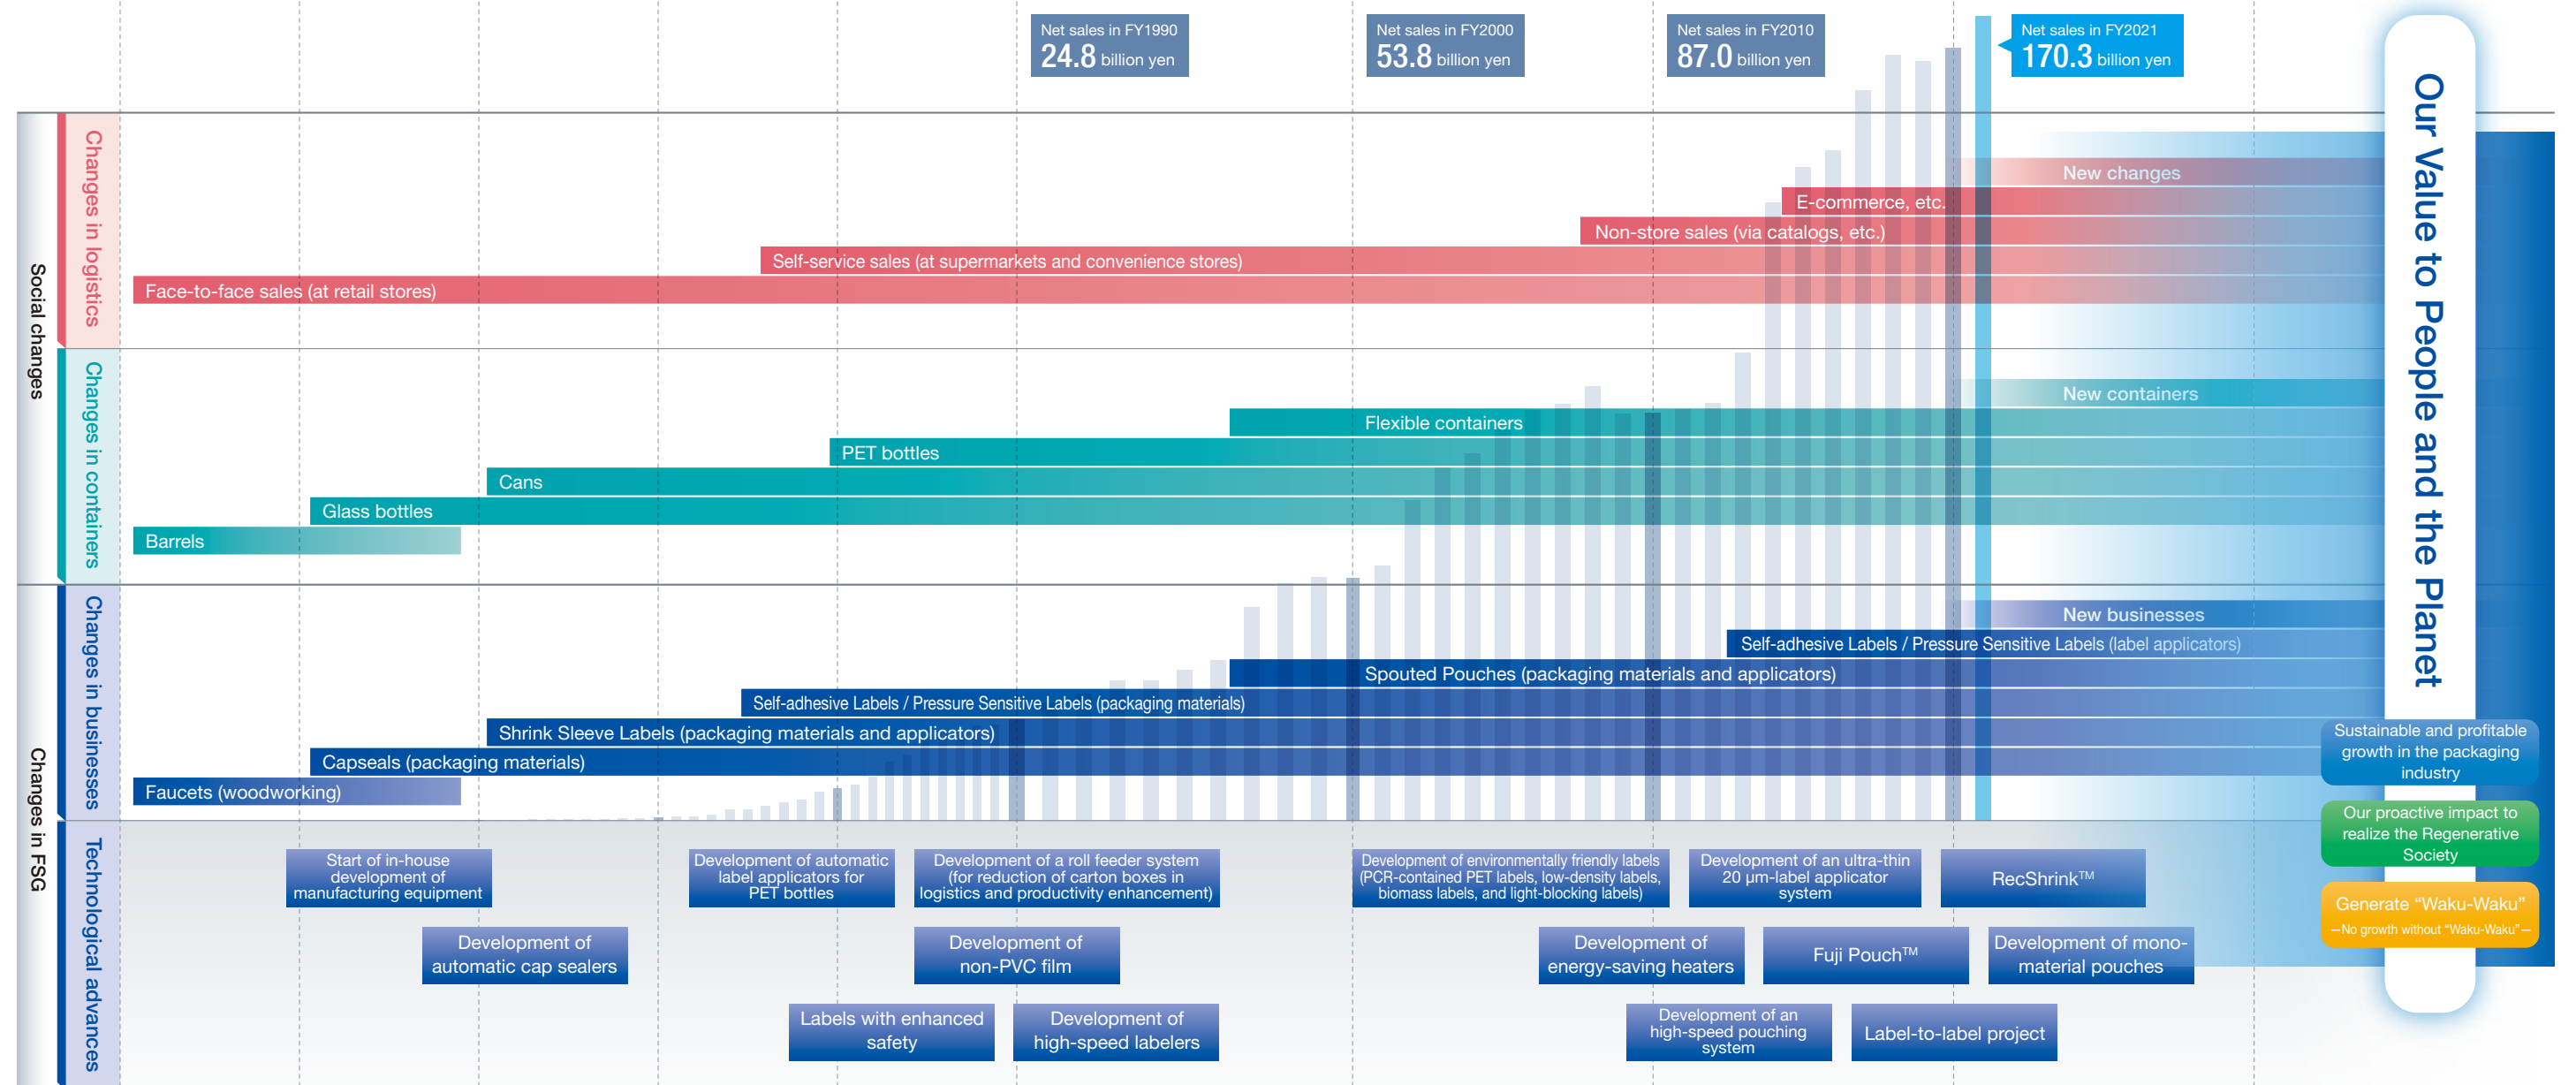 Net sales in FY1990
24.8 billion yen
Net sales in FY2000
53.8 billion yen
Net sales in FY2010
87.0 billion yen
Net sales in FY2021
170.3 billion yen
Social changes
Changes in logistics
New changes
E-commerce, etc.
Non-store sales (via catalogs, etc.)
Self-service sales (at supermarkets and convenience stores)
Face-to-face sales (at retail stores)
Changes in containers
New containers
Flexible containers
PET bottles
Cans
Glass bottles
Barrels
Changes in FSG
Changes in businesses
New businesses
Self-adhesive Labels / Pressure Sensitive Labels (label applicators)
Spouted Pouches (packaging materials and applicators)
Self-adhesive Labels / Pressure Sensitive Labels (packaging materials)
Shrink Sleeve Labels (packaging materials and applicators)
Capseals (packaging materials)
Faucets (woodworking)
Technological advances
Start of in-house
development of
manufacturing equipment
Development of automatic
label applicators for
PET bottles
Development of a roll feeder system
(for reduction of carton boxes in
logistics and productivity enhancement)
Development of environmentally friendly labels
(PCR-contained PET labels, low-density labels,
biomass labels, and light-blocking labels)
Development of an ultra-thin
20 μm-label applicator
system
RecShrink™
Development of
automatic cap sealers
Development of
non-PVC film
Development of
energy-saving heaters
Fuji Pouch™
Development of mono-
material pouches
Labels with enhanced
safety
Development of
high-speed labelers
Development of an
high-speed pouching
system
Label-to-label project
Our Value to People and the Planet
Sustainable and profitable
growth in the packaging
industry
Our proactive impact to
realize the Regenerative
Society
Generate “Waku-Waku”
—No growth without “Waku-Waku”—